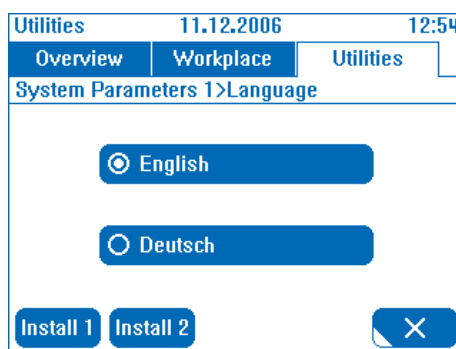 Utilities 11.12.2006 12:54
Overview Workplace Utilities
System Parameters 1>Language
English
Deutsch
Install 1 Install 2